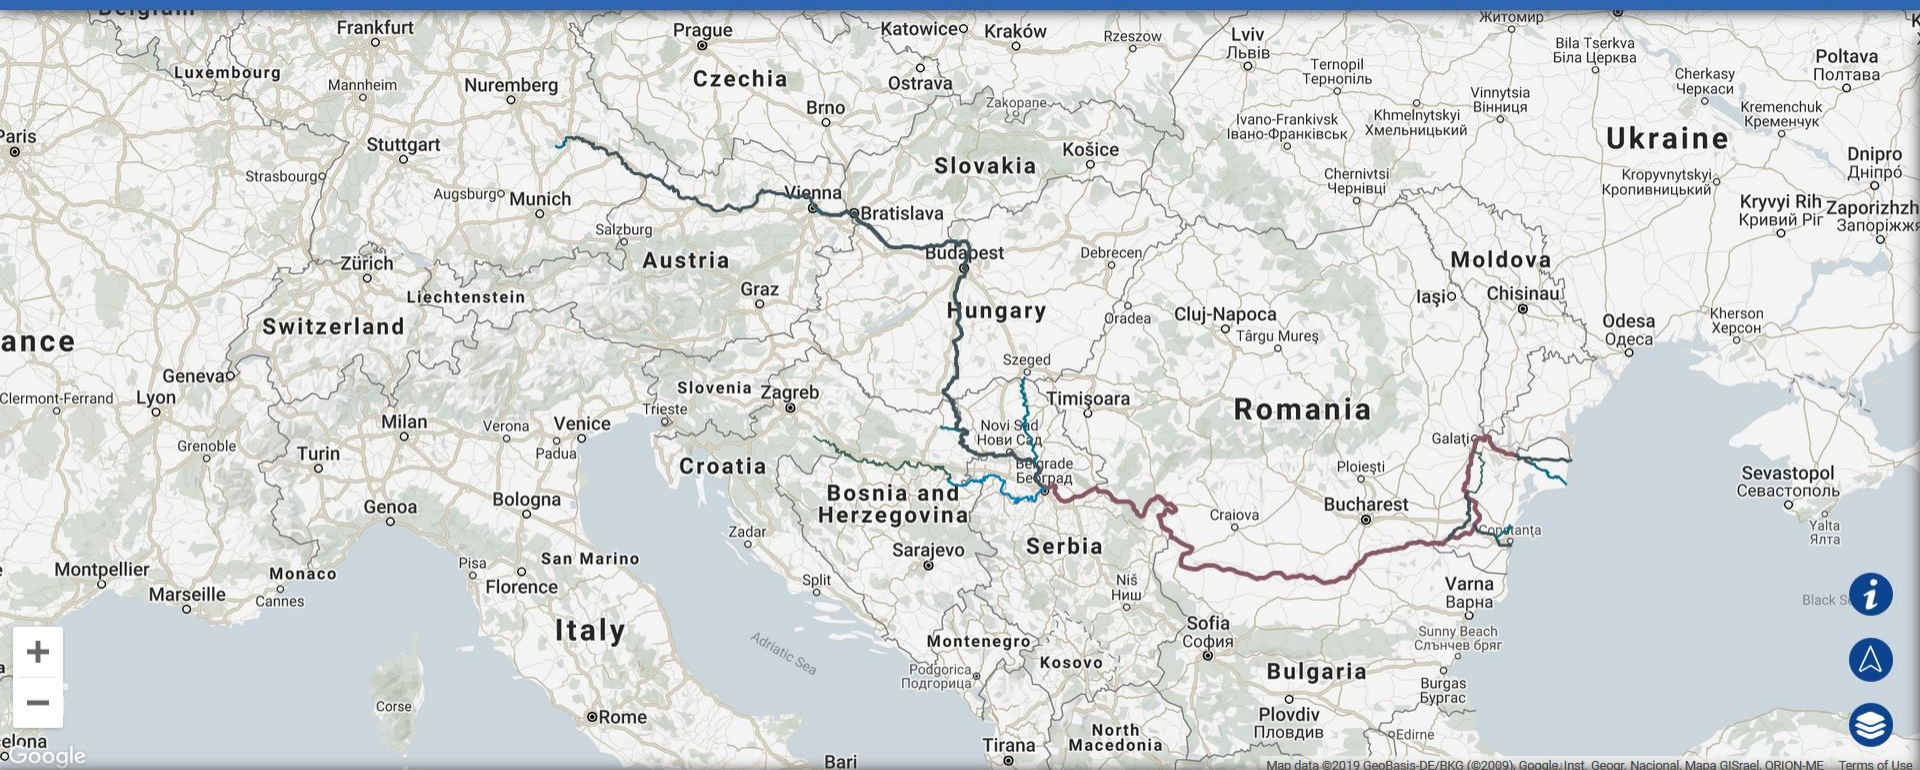 Belgium
Frankfurt
Prague
Katowice
Kraków
Rzeszow
Lviv
Львів
Житомир
Bila Tserkva
Біла Церква
Poltava
Полтава
Luxembourg
Mannheim
Nuremberg
Czechia
Ostrava
Brno
Zakopane
Ternopil
Тернопіль
Vinnytsia
Вінниця
Cherkasy
Черкаси
Kremenchuk
Кременчук
Paris
Stuttgart
Strasbourg
Augsburg
Munich
Salzburg
Vienna
Bratislava
Slovakia
Košice
Ivano-Frankivsk
Івано-Франківськ
Khmelnytskyi
Хмельницький
Chernivtsi
Чернівці
Ukraine
Kropyvnytskyi
Кропивницький
Dnipro
Дніпро
Kryvyi Rih
Кривий Ріг
Zaporizhzh
Запоріжжя
Zürich
Liechtenstein
Switzerland
Austria
Graz
Budapest
Hungary
Debrecen
Oradea
Cluj-Napoca
Târgu Mureș
Moldova
Iași
Chisinau
Odesa
Одеса
Kherson
Херсон
ance
Geneva
Lyon
Clermont-Ferrand
Grenoble
Milan
Turin
Verona
Venice
Padua
Slovenia
Zagreb
Trieste
Croatia
Szeged
Timișoara
Novi Sad
Нови Сад
Belgrade
Београд
Romania
Galați
Ploiești
Bucharest
Craiova
Constanța
Sevastopol
Севастополь
Yalta
Ялта
Genoa
Bologna
Bosnia and
Herzegovina
Zadar
Sarajevo
Serbia
Split
Niš
Ниш
Montpellier
Marseille
Monaco
Cannes
Pisa
San Marino
Florence
Italy
Adriatic Sea
Montenegro
Podgorica
Подгорица
Kosovo
Sofia
София
Varna
Варна
Sunny Beach
Слънчев бряг
Bulgaria
Burgas
Бургас
Plovdiv
Пловдив
Edirne
Corse
Rome
Bari
Tirana
North
Macedonia
elona
Google
Map data ©2019 GeoBasis-DE/BKG (©2009), Google, Inst. Geogr. Nacional, Mapa GISrael, ORION-ME
Terms of Use